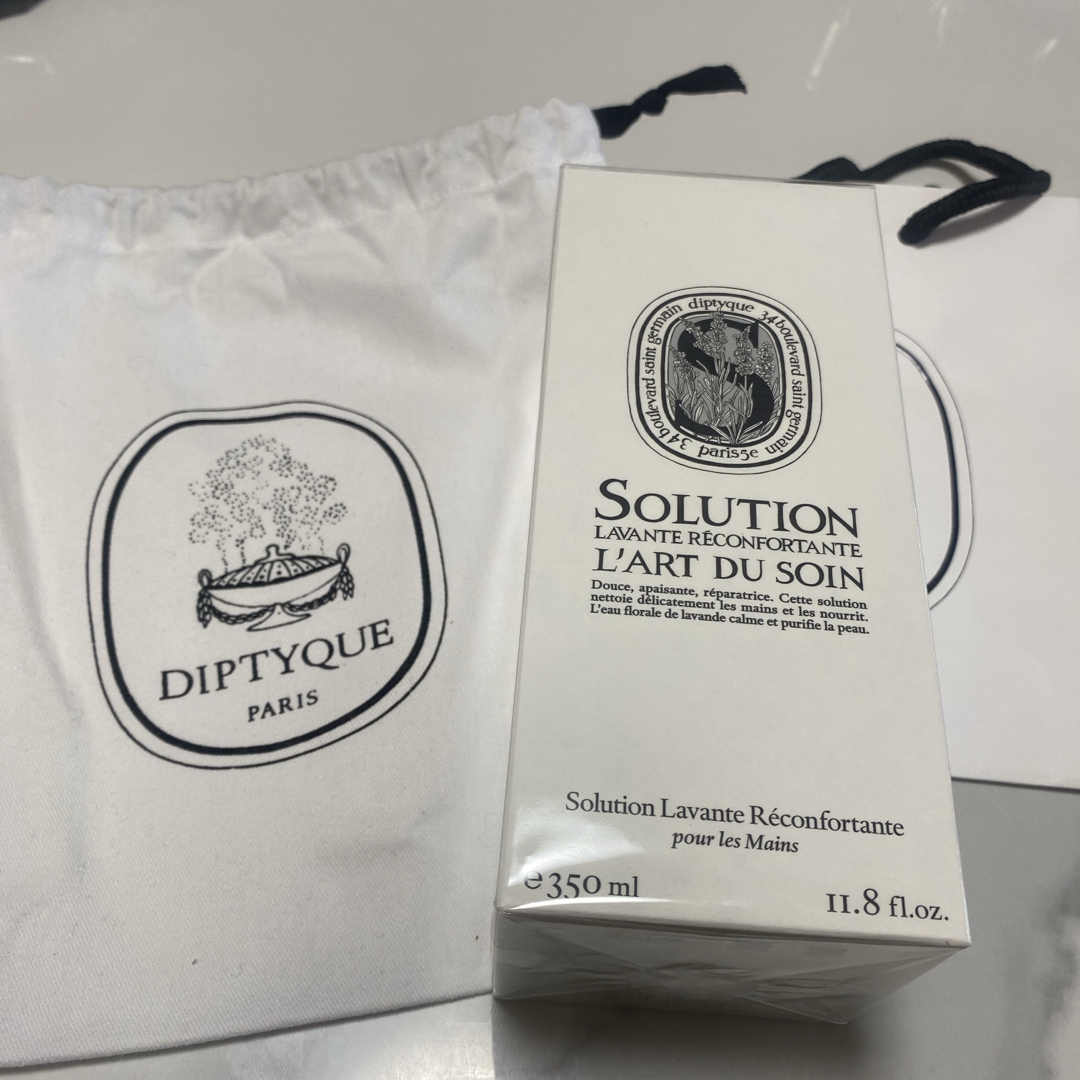 DIPTYQUE
PARIS
diptyque 34 boulevard saint germain paris5e 34 boulevard saint germain
S
SOLUTION
LAVANTE RÉCONFORTANTE
L'ART DU SOIN
Douce, apaisante, réparatrice. Cette solution
nettoie délicatement les mains et les nourrit.
L'eau florale de lavande calme et purifie la peau.
Solution Lavante Réconfortante
pour les Mains
e 350 ml
11.8 fl.oz.